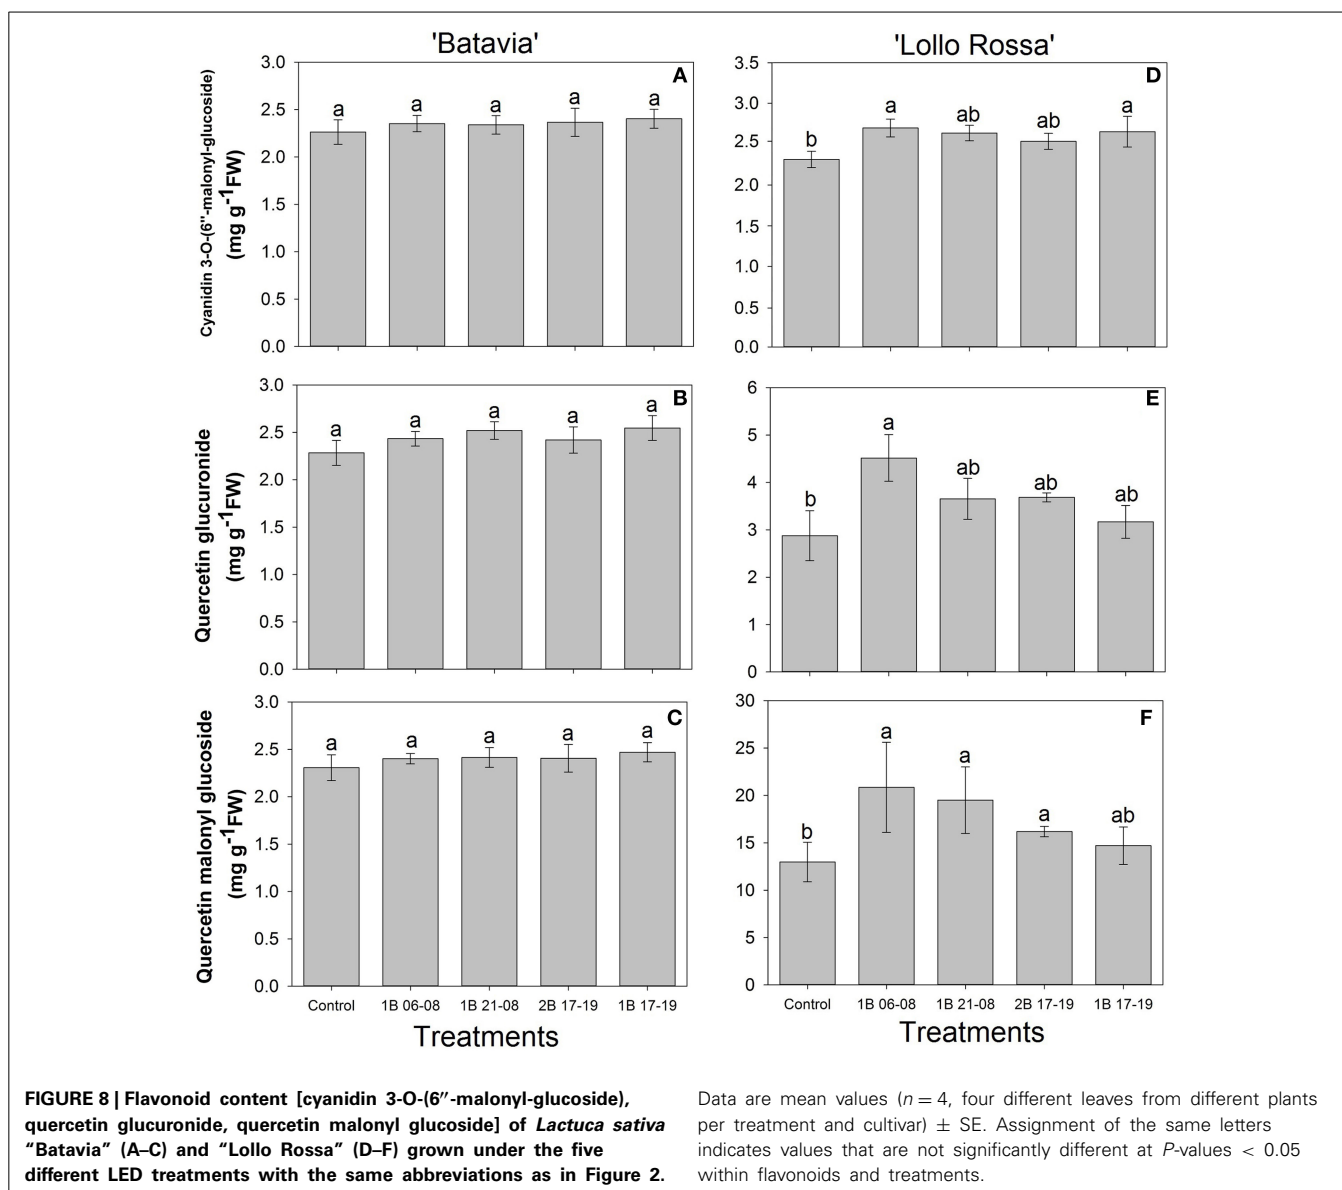 'Batavia'
'Lollo Rossa'
Cyanidin 3-O-(6"-malonyl-glucoside)
(mg g-1FW)
3.0
2.5
2.0
1.5
1.0
0.5
0.0
A
a
a
a
a
a
3.5
3.0
2.5
2.0
1.5
1.0
0.5
0.0
D
b
a
ab
ab
a
Quercetin glucuronide
(mg g-1FW)
3.0
2.5
2.0
1.5
1.0
0.5
0.0
B
a
a
a
a
a
6
5
4
3
2
1
0
E
b
a
ab
ab
ab
Quercetin malonyl glucoside
(mg g-1FW)
3.0
2.5
2.0
1.5
1.0
0.5
0.0
C
a
a
a
a
a
Control 1B 06-08 1B 21-08 2B 17-19 1B 17-19
Treatments
30
25
20
15
10
5
0
F
b
a
a
a
ab
Control 1B 06-08 1B 21-08 2B 17-19 1B 17-19
Treatments
FIGURE 8 | Flavonoid content [cyanidin 3-O-(6″-malonyl-glucoside),
quercetin glucuronide, quercetin malonyl glucoside] of Lactuca sativa
“Batavia” (A–C) and “Lollo Rossa” (D–F) grown under the five
different LED treatments with the same abbreviations as in Figure 2.
Data are mean values (n = 4, four different leaves from different plants
per treatment and cultivar) ± SE. Assignment of the same letters
indicates values that are not significantly different at P-values < 0.05
within flavonoids and treatments.